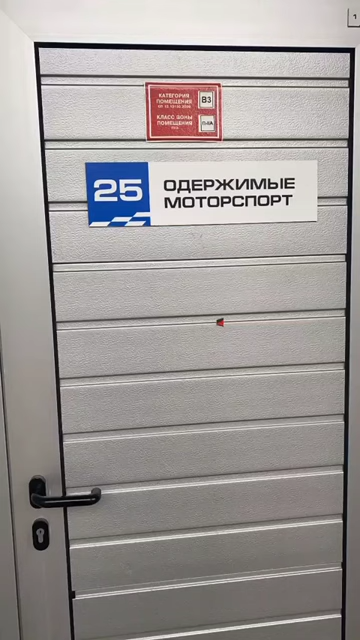 КАТЕГОРИЯ
ПОМЕЩЕНИЯ
В3
КЛАСС ЗОНЫ
ПОМЕЩЕНИЯ
25 ОДЕРЖИМЫЕ
МОТОРСПОРТ